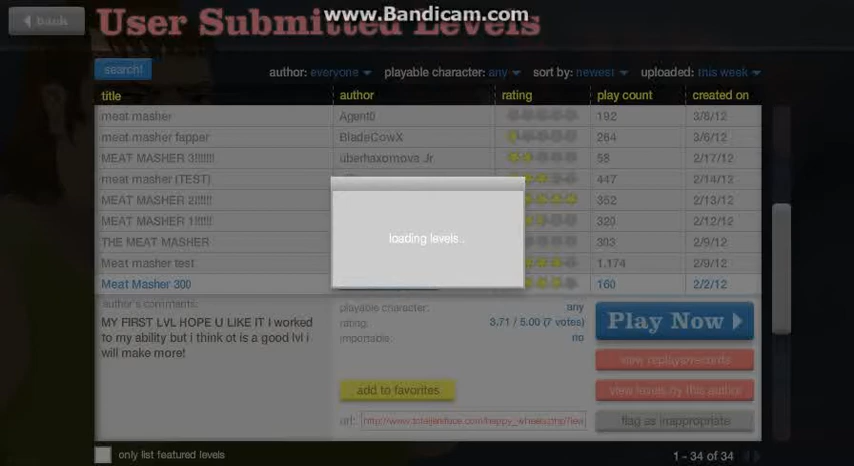 www.Bandicam.com
back
User Submitted Levels
search!
author: everyone playable character: any sort by: newest uploaded: this week
title author rating play count created on
meat masher Agent0 192 3/8/12
meat masher fapper BladeCowX 264 3/6/12
MEAT MASHER 3!!!!!!! uberhaxomova Jr. 58 2/17/12
meat masher (TEST) 447 2/14/12
MEAT MASHER 2!!!!!! 352 2/13/12
MEAT MASHER 1!!!!!! 320 2/12/12
THE MEAT MASHER 303 2/9/12
Meat masher test 1,174 2/9/12
Meat Masher 300 160 2/2/12
loading levels..
author's comments:
MY FIRST LVL HOPE U LIKE IT I worked
to my ability but i think ot is a good lvl i
will make more!
playable character: any
rating: 3.71 / 5.00 (7 votes)
importable: no
add to favorites
url: http://www.totaljerkface.com/happy_wheels.php?
Play Now
view replays/records
view levels by this author
flag as inappropriate
only list featured levels
1 - 34 of 34